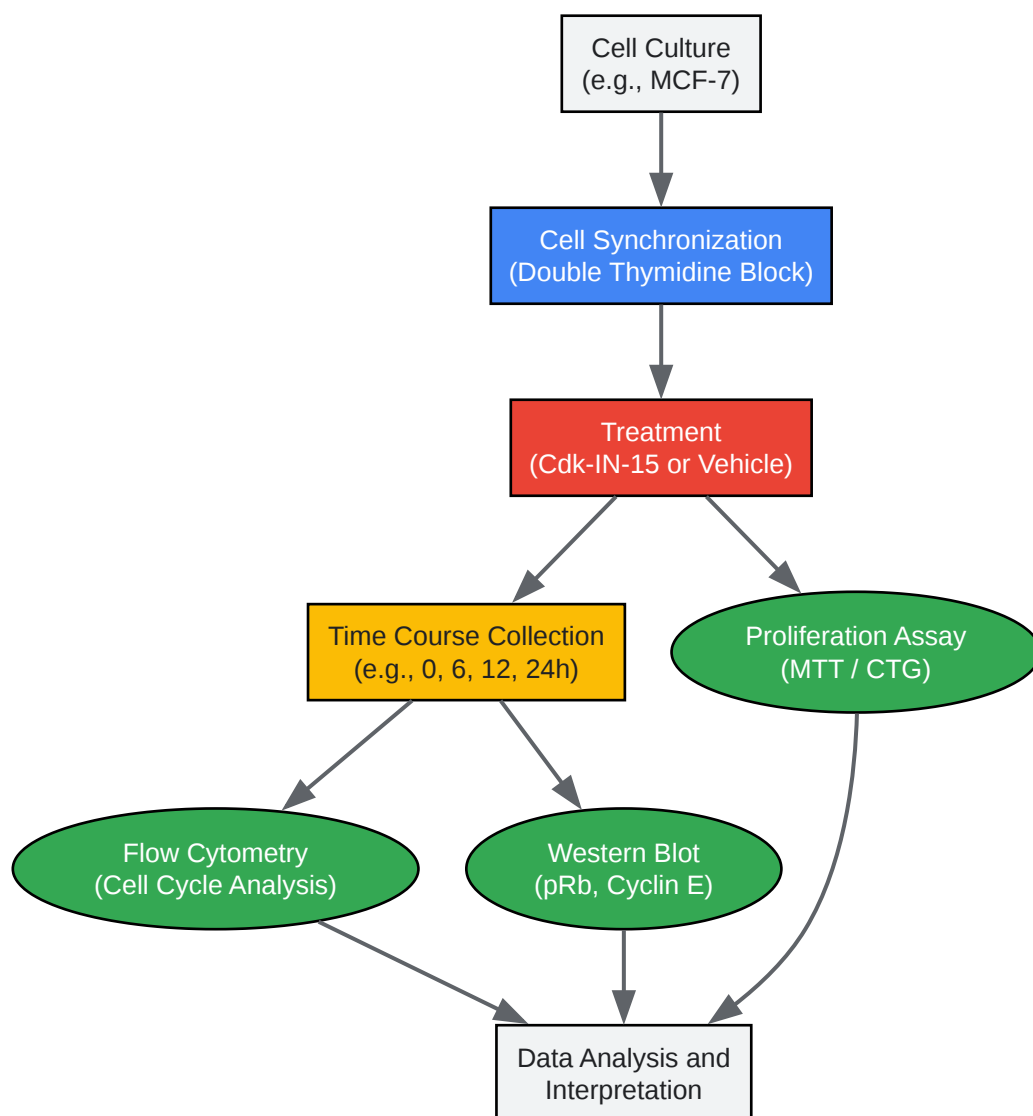 Cell Culture
(e.g., MCF-7)
Cell Synchronization
(Double Thymidine Block)
Treatment
(Cdk-IN-15 or Vehicle)
Time Course Collection
(e.g., 0, 6, 12, 24h)
Proliferation Assay
(MTT / CTG)
Flow Cytometry
(Cell Cycle Analysis)
Western Blot
(pRb, Cyclin E)
Data Analysis and
Interpretation